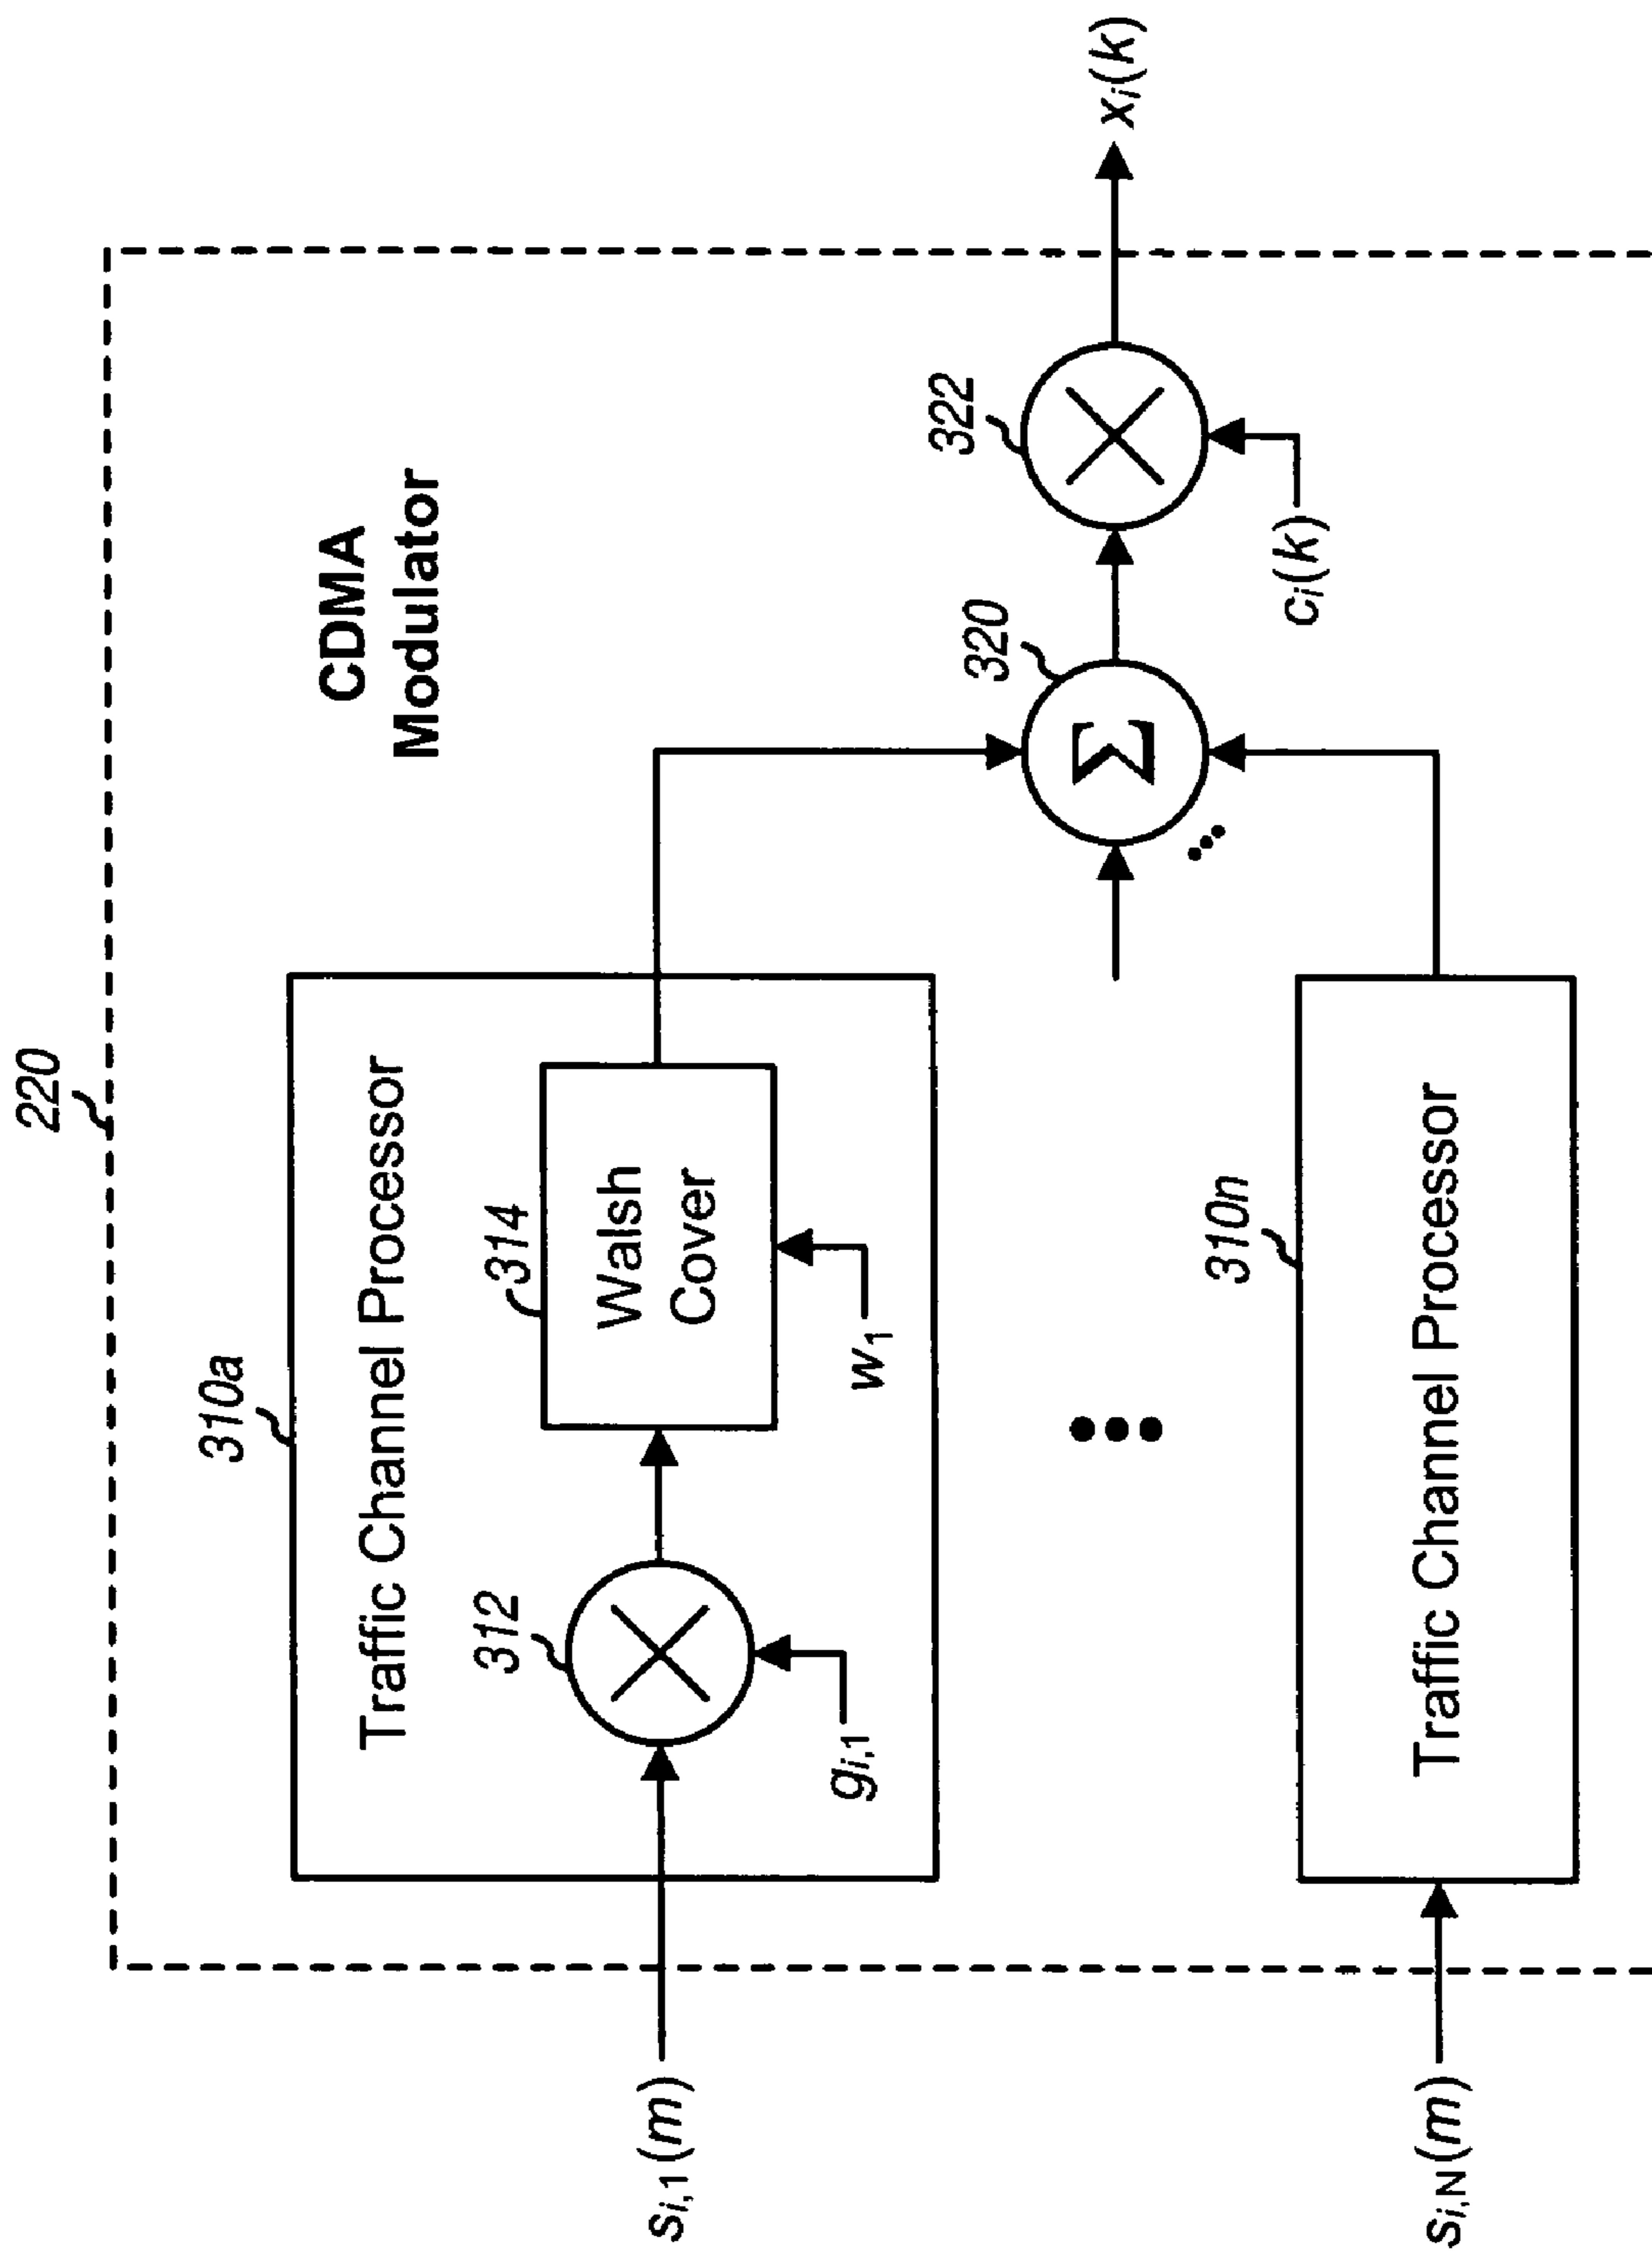 220
CDMA
Modulator
310a
Traffic Channel Processor
312
314
Walsh
Cover
s_{i,1}(m)
g_{i,1}
w_1
320
322
x_i(k)
c_i(k)
Σ
310n
Traffic Channel Processor
s_{i,N}(m)